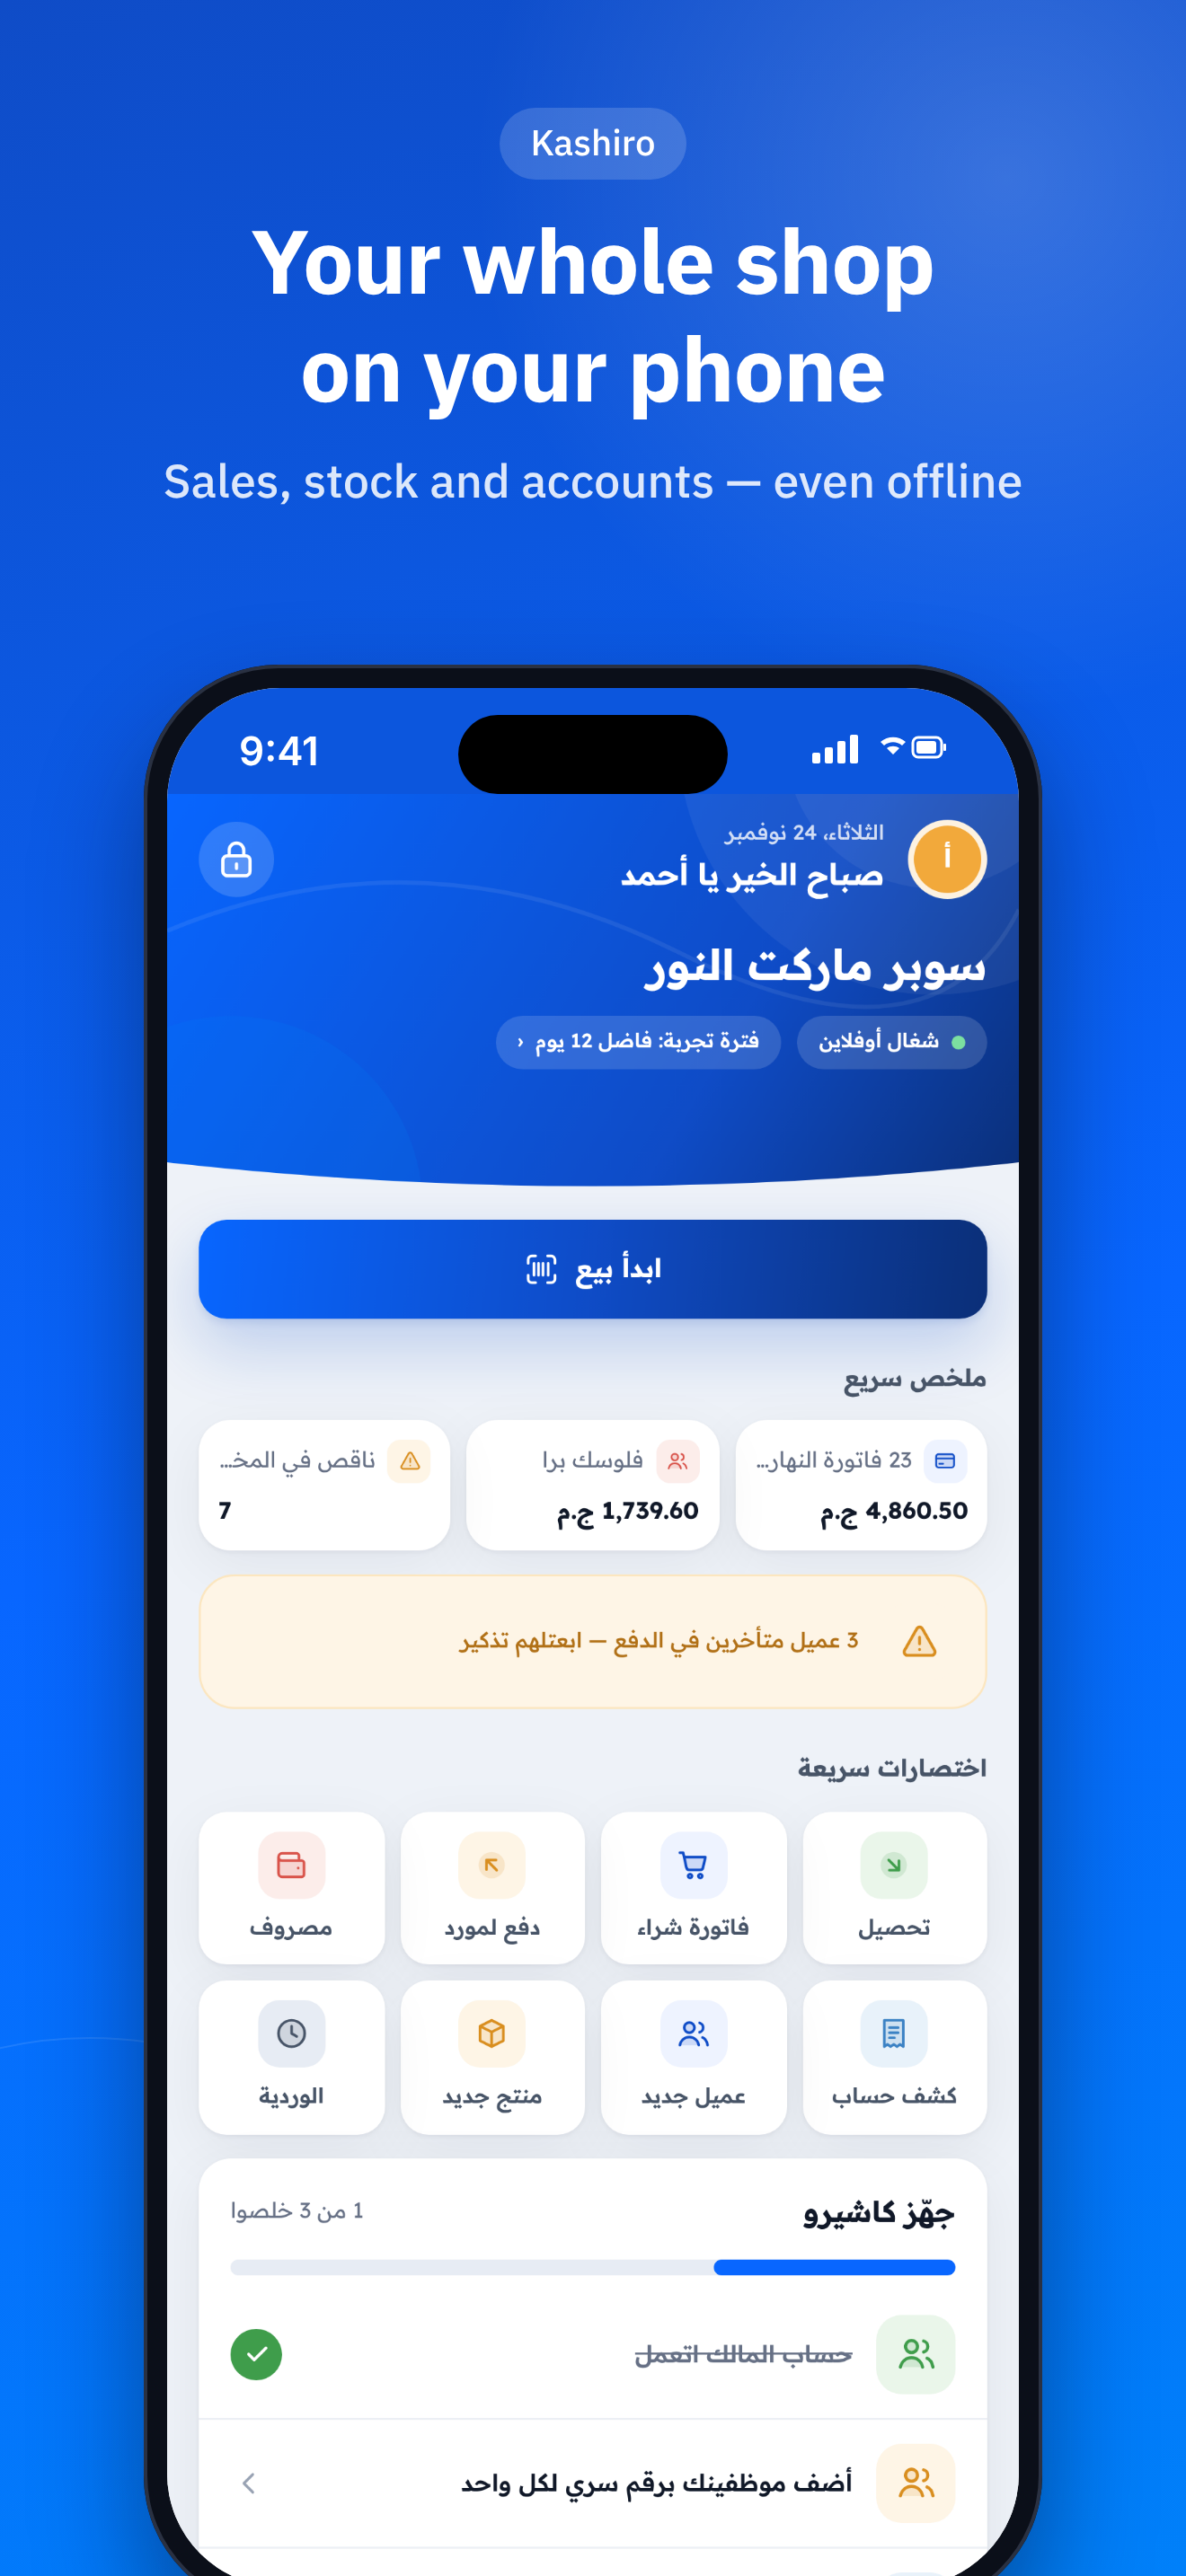 Kashiro
Your whole shop
on your phone
Sales, stock and accounts — even offline
9:41
الثلاثاء، 24 نوفمبر
أ
صباح الخير يا أحمد
سوبر ماركت النور
شغال أوفلاين
فترة تجربة: فاضل 12 يوم ‹
ابدأ بيع
ملخص سريع
23 فاتورة النهار...
4,860.50 ج.م
فلوسك برا
1,739.60 ج.م
ناقص في المخ...
7
3 عميل متأخرين في الدفع — ابعتلهم تذكير
اختصارات سريعة
تحصيل
فاتورة شراء
دفع لمورد
مصروف
كشف حساب
عميل جديد
منتج جديد
الوردية
جهّز كاشيرو
1 من 3 خلصوا
حساب المالك اتعمل
أضف موظفينك برقم سري لكل واحد